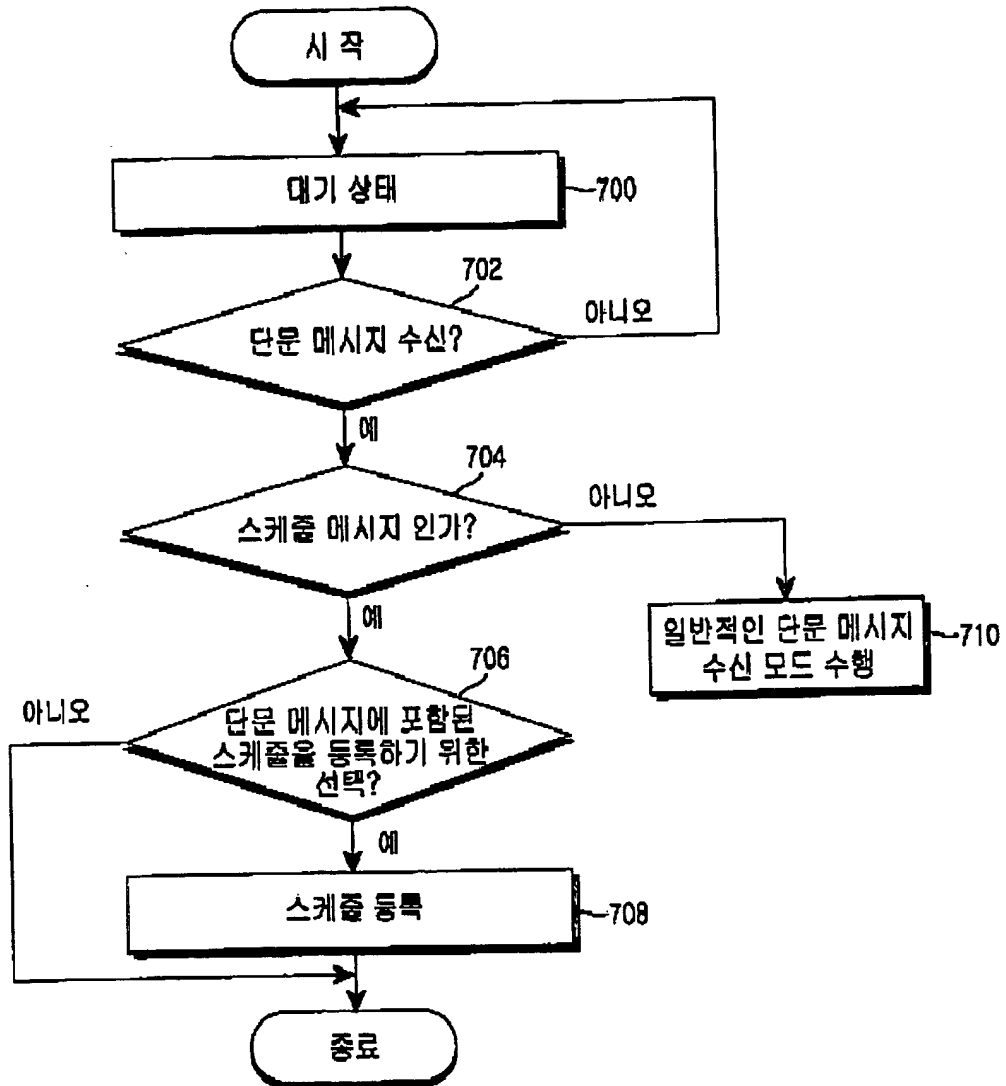 시 작
대기 상태
700
702
단문 메시지 수신?
아니오
예
704
스케줄 메시지 인가?
아니오
예
일반적인 단문 메시지
수신 모드 수행
710
706
아니오
단문 메시지에 포함된
스케줄을 등록하기 위한
선택?
예
스케줄 등록
708
종료